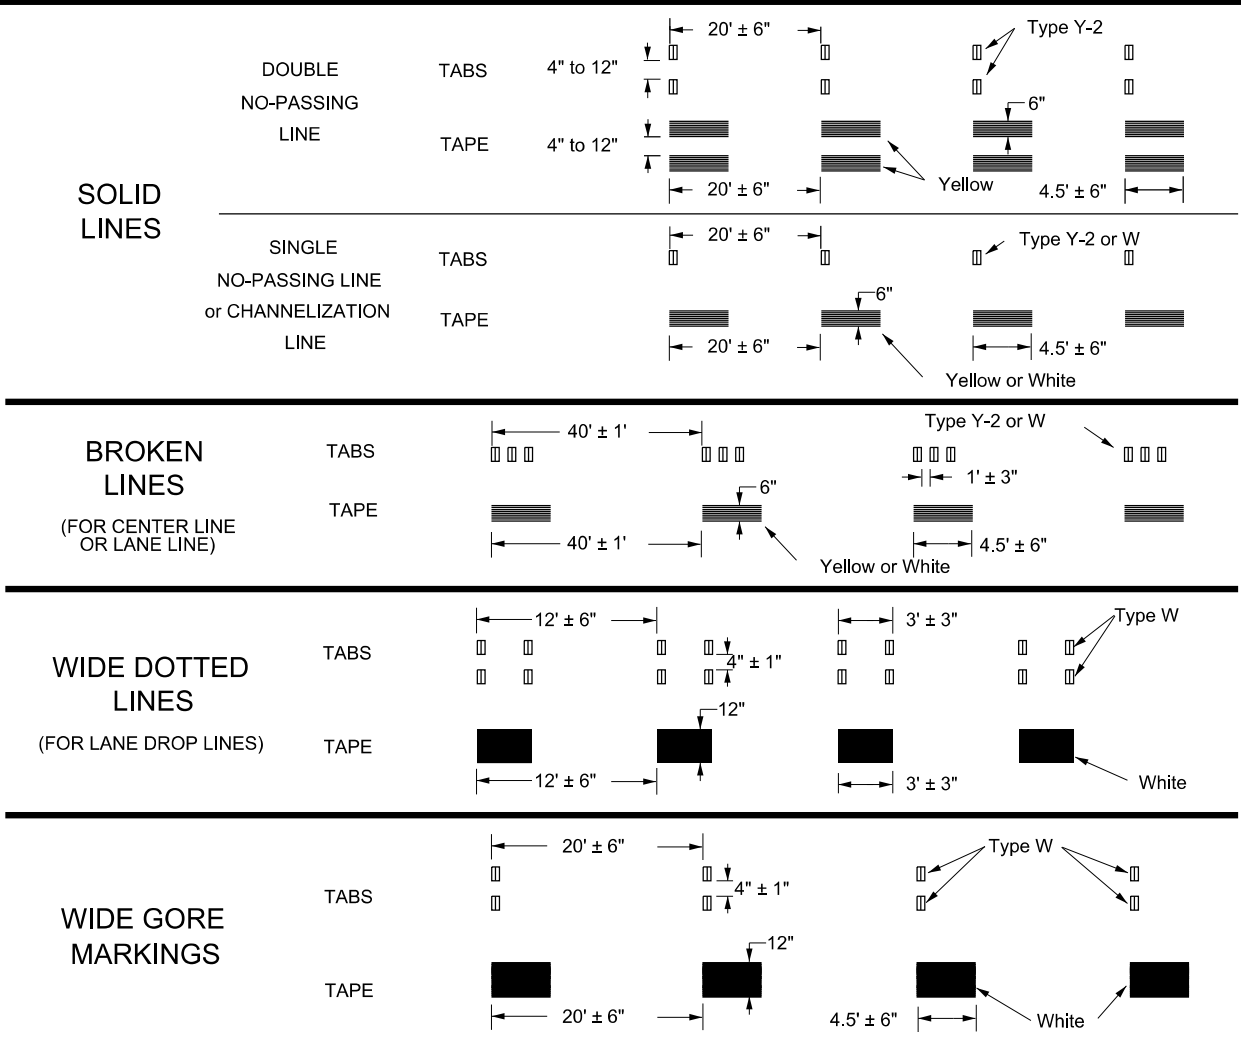 SOLID
LINES
DOUBLE
NO-PASSING
LINE
TABS
20' ± 6"
Type Y-2
4" to 12"
TAPE
4" to 12"
6"
Yellow
20' ± 6"
4.5' ± 6"
SINGLE
NO-PASSING LINE
or CHANNELIZATION
LINE
TABS
20' ± 6"
Type Y-2 or W
TAPE
6"
20' ± 6"
4.5' ± 6"
Yellow or White
BROKEN
LINES
(FOR CENTER LINE
OR LANE LINE)
TABS
40' ± 1'
Type Y-2 or W
1' ± 3"
TAPE
6"
40' ± 1'
4.5' ± 6"
Yellow or White
WIDE DOTTED
LINES
(FOR LANE DROP LINES)
TABS
12' ± 6"
3' ± 3"
Type W
4" ± 1"
TAPE
12"
12' ± 6"
3' ± 3"
White
WIDE GORE
MARKINGS
TABS
20' ± 6"
Type W
4" ± 1"
TAPE
12"
20' ± 6"
4.5' ± 6"
White